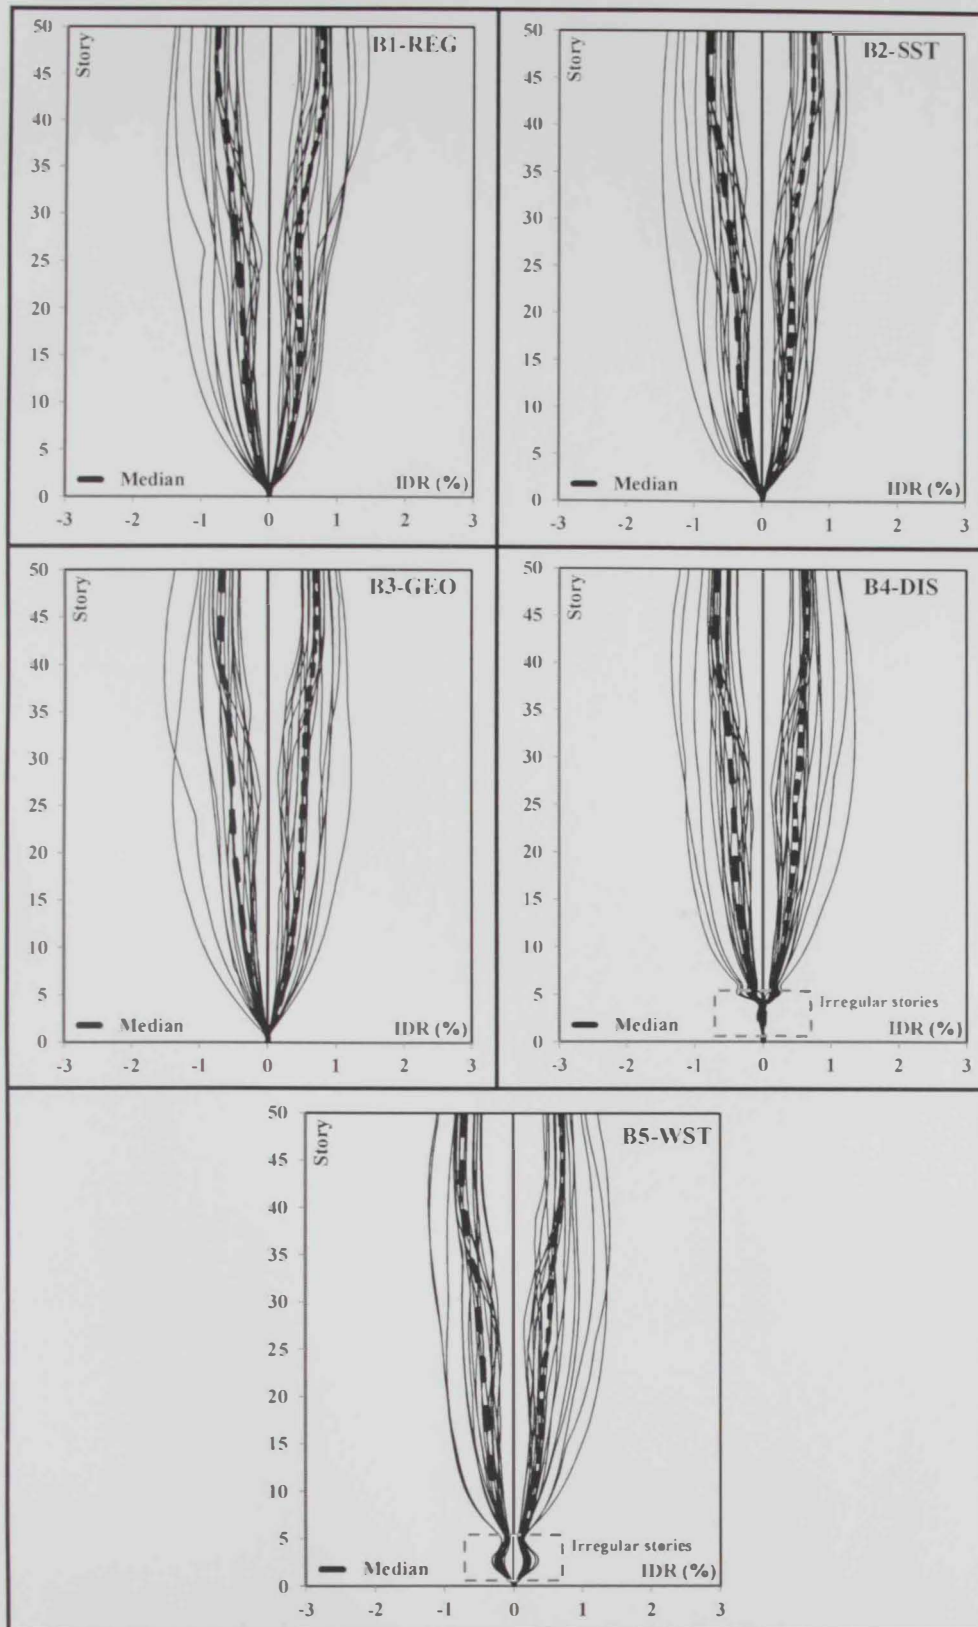 50 Story B1-REG
45
40
35
30
25
20
15
10
5
0 Median IDR (%)
-3 -2 -1 0 1 2 3
50 Story B2-SST
45
40
35
30
25
20
15
10
5
0 Median IDR (%)
-3 -2 -1 0 1 2 3
50 Story B3-GEO
45
40
35
30
25
20
15
10
5
0 Median IDR (%)
-3 -2 -1 0 1 2 3
50 Story B4-DIS
45
40
35
30
25
20
15
10
5 Irregular stories
0 Median IDR (%)
-3 -2 -1 0 1 2 3
50 Story B5-WST
45
40
35
30
25
20
15
10
5 Irregular stories
0 Median IDR (%)
-3 -2 -1 0 1 2 3